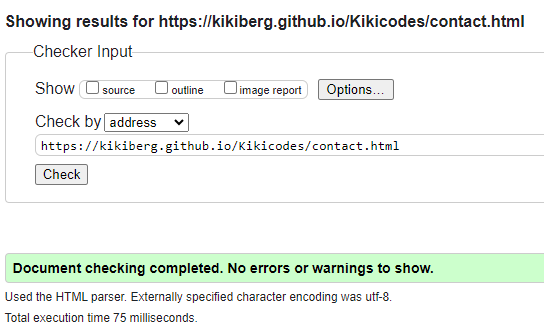 Showing results for https://kikiberg.github.io/Kikicodes/contact.html
Checker Input
Show source outline image report Options...
Check by address
https://kikiberg.github.io/Kikicodes/contact.html
Check
Document checking completed. No errors or warnings to show.
Used the HTML parser. Externally specified character encoding was utf-8.
Total execution time 75 milliseconds.